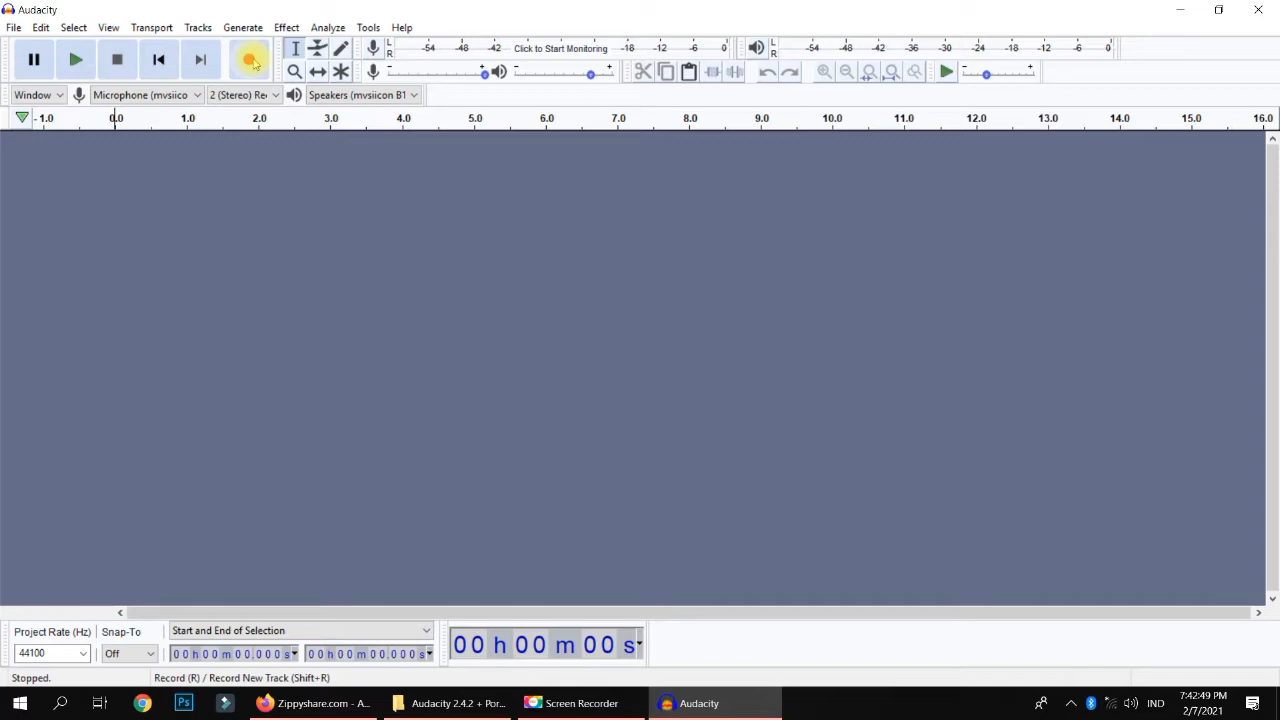 Audacity
File Edit Select View Transport Tracks Generate Effect Analyze Tools Help
L -54 -48 -42 Click to Start Monitoring -18 -12 -6 0 L -54 -48 -42 -36 -30 -24 -18 -12 -6 0
R R
- + - + - +
Window Microphone (mvsiico 2 (Stereo) Rec Speakers (mvsiicon B1
- 1.0 0.0 1.0 2.0 3.0 4.0 5.0 6.0 7.0 8.0 9.0 10.0 11.0 12.0 13.0 14.0 15.0 16.0
Project Rate (Hz) Snap-To Start and End of Selection
44100 Off 00 h 00 m 00.000 s 00 h 00 m 00.000 s 00 h 00 m 00 s
Stopped. Record (R) / Record New Track (Shift+R)
Ps Zippyshare.com - A... Audacity 2.4.2 + Por... Screen Recorder Audacity IND 7:42:49 PM
2/7/2021